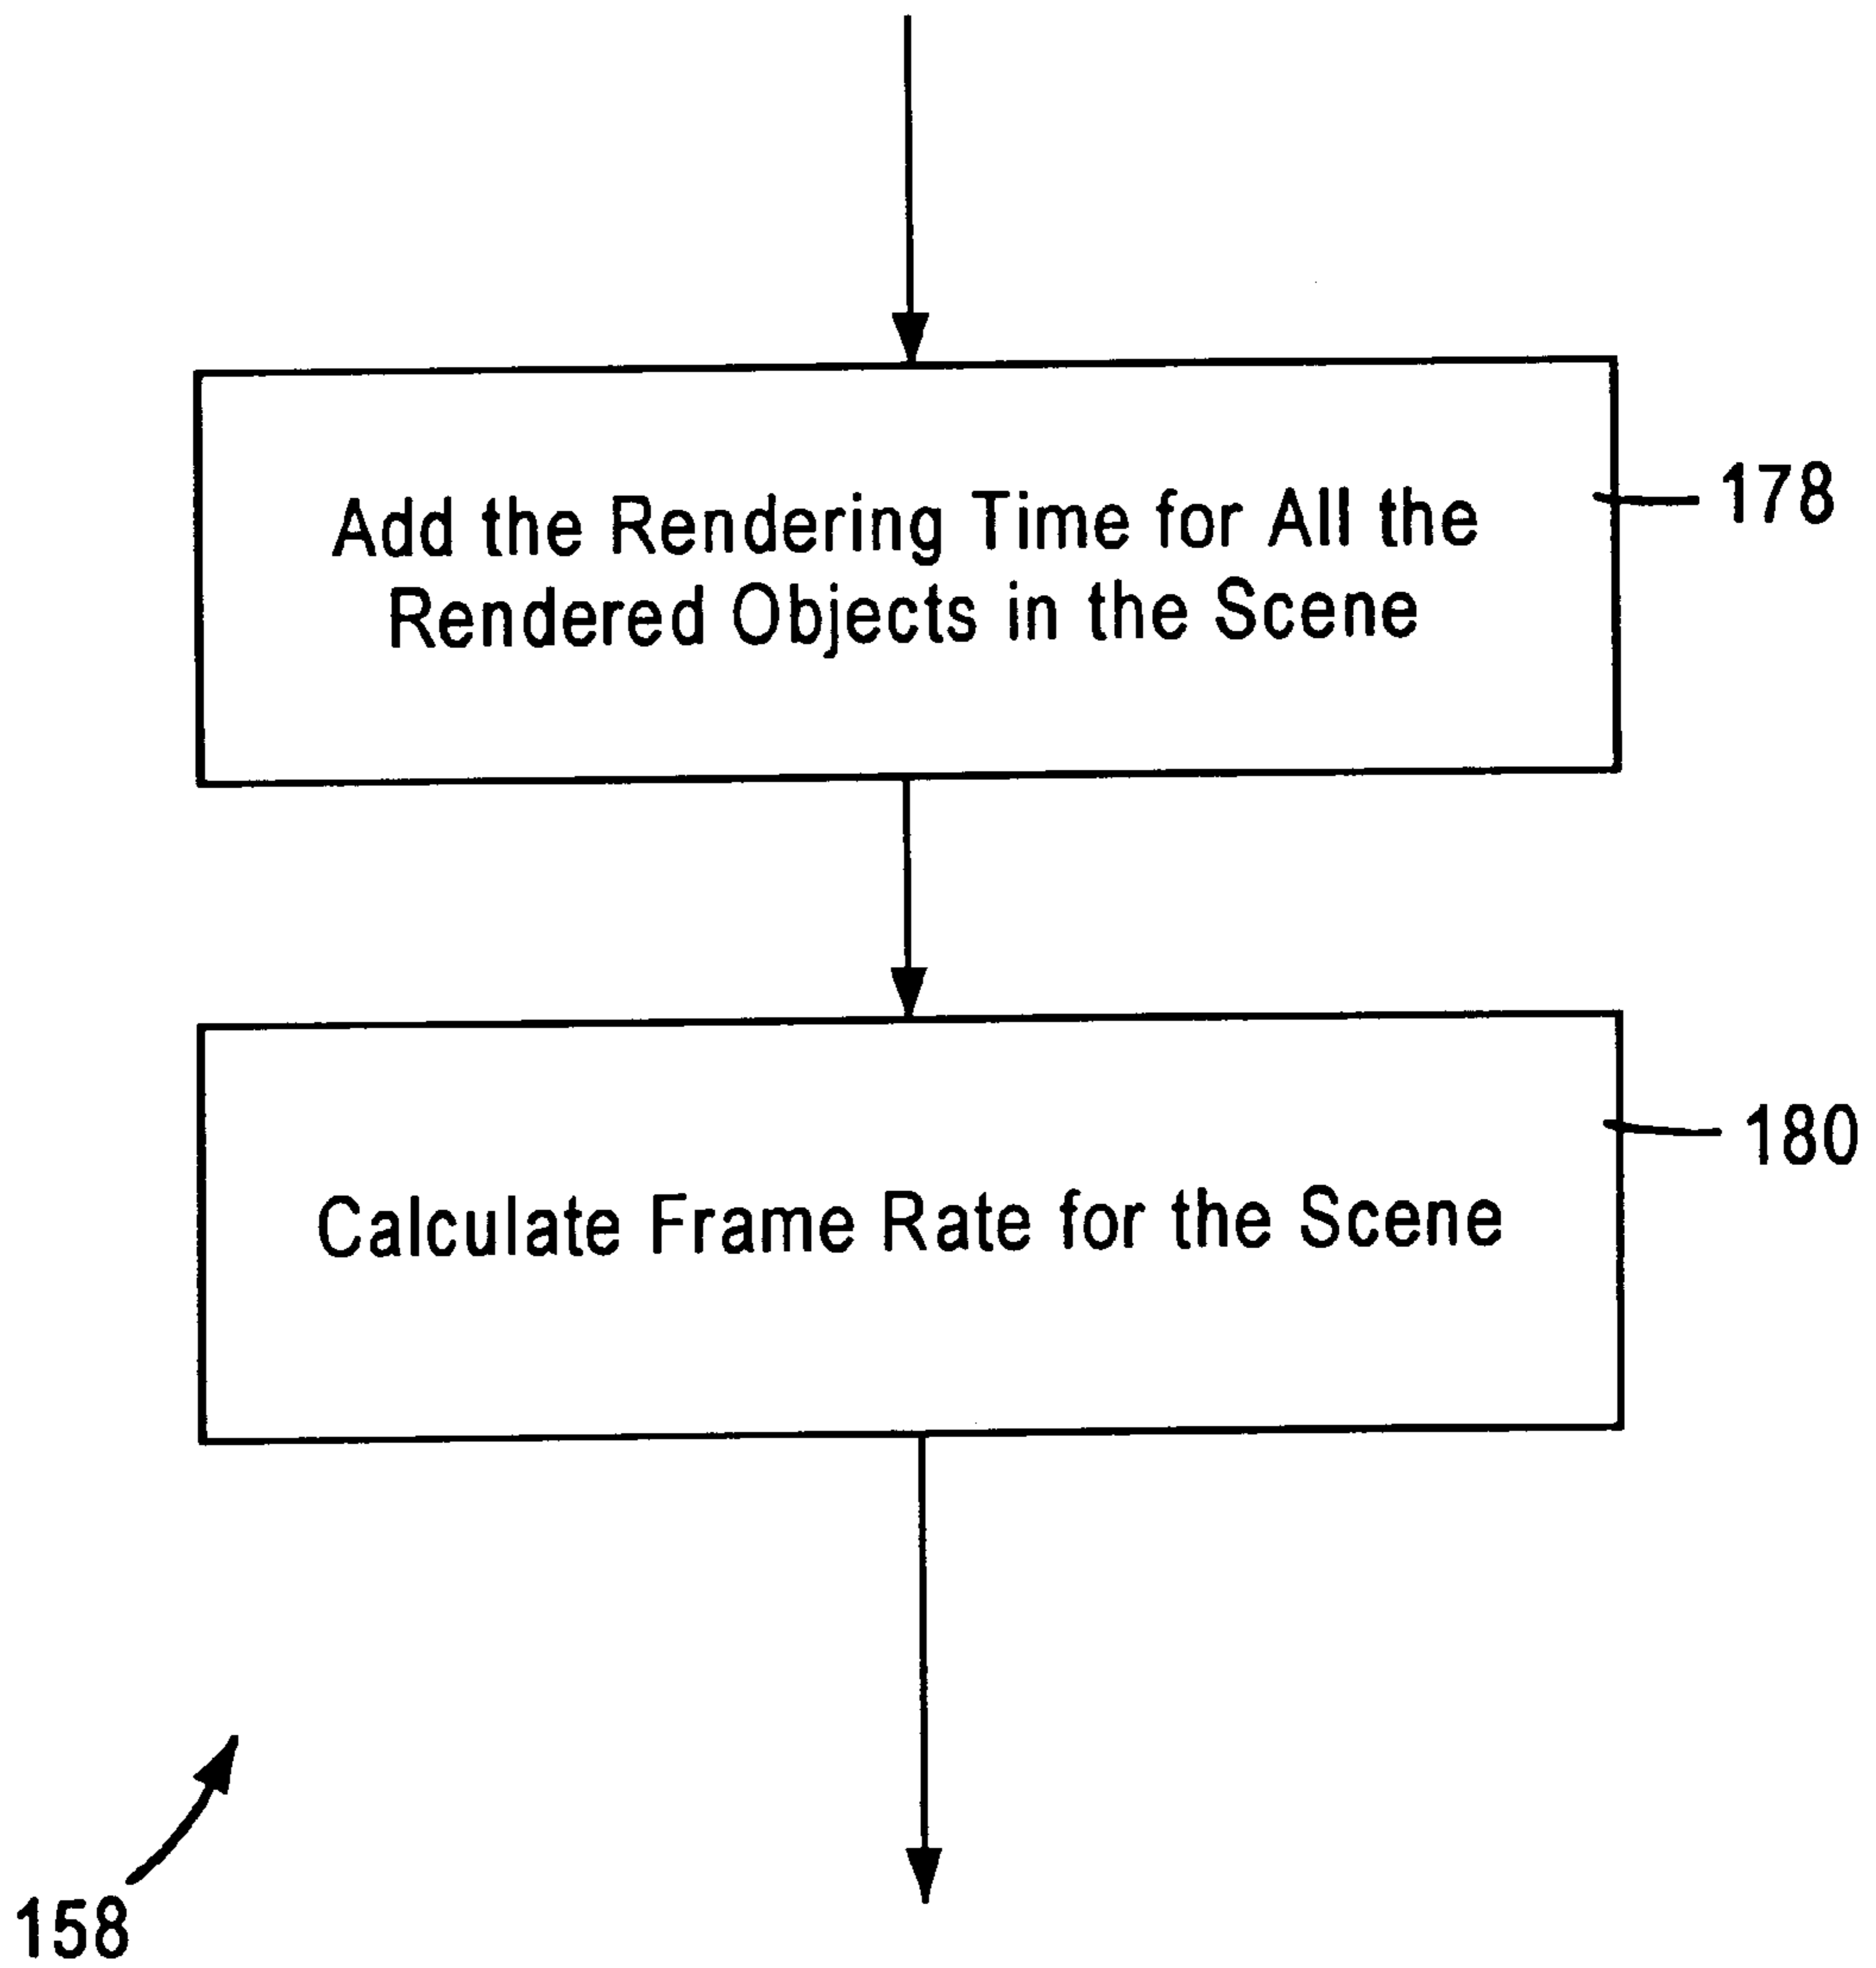 Add the Rendering Time for All the
Rendered Objects in the Scene
178
Calculate Frame Rate for the Scene
180
158